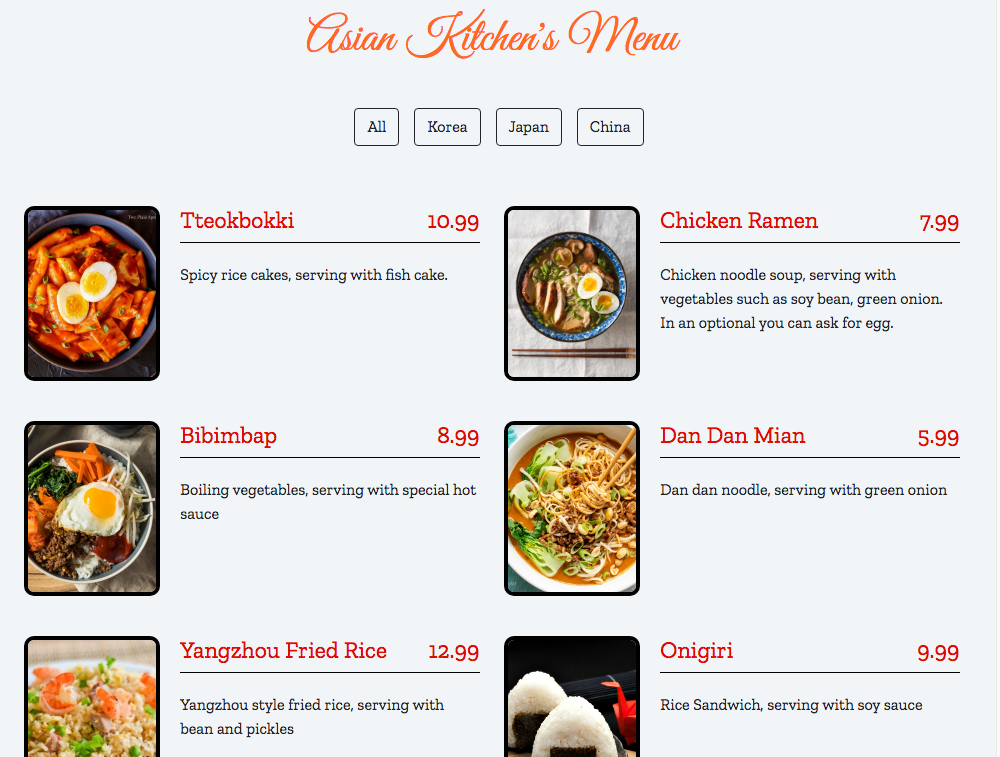 Asian Kitchen's Menu
All
Korea
Japan
China
Tteokbokki 10.99
Spicy rice cakes, serving with fish cake.
Chicken Ramen 7.99
Chicken noodle soup, serving with
vegetables such as soy bean, green onion.
In an optional you can ask for egg.
Bibimbap 8.99
Boiling vegetables, serving with special hot
sauce
Dan Dan Mian 5.99
Dan dan noodle, serving with green onion
Yangzhou Fried Rice 12.99
Yangzhou style fried rice, serving with
bean and pickles
Onigiri 9.99
Rice Sandwich, serving with soy sauce